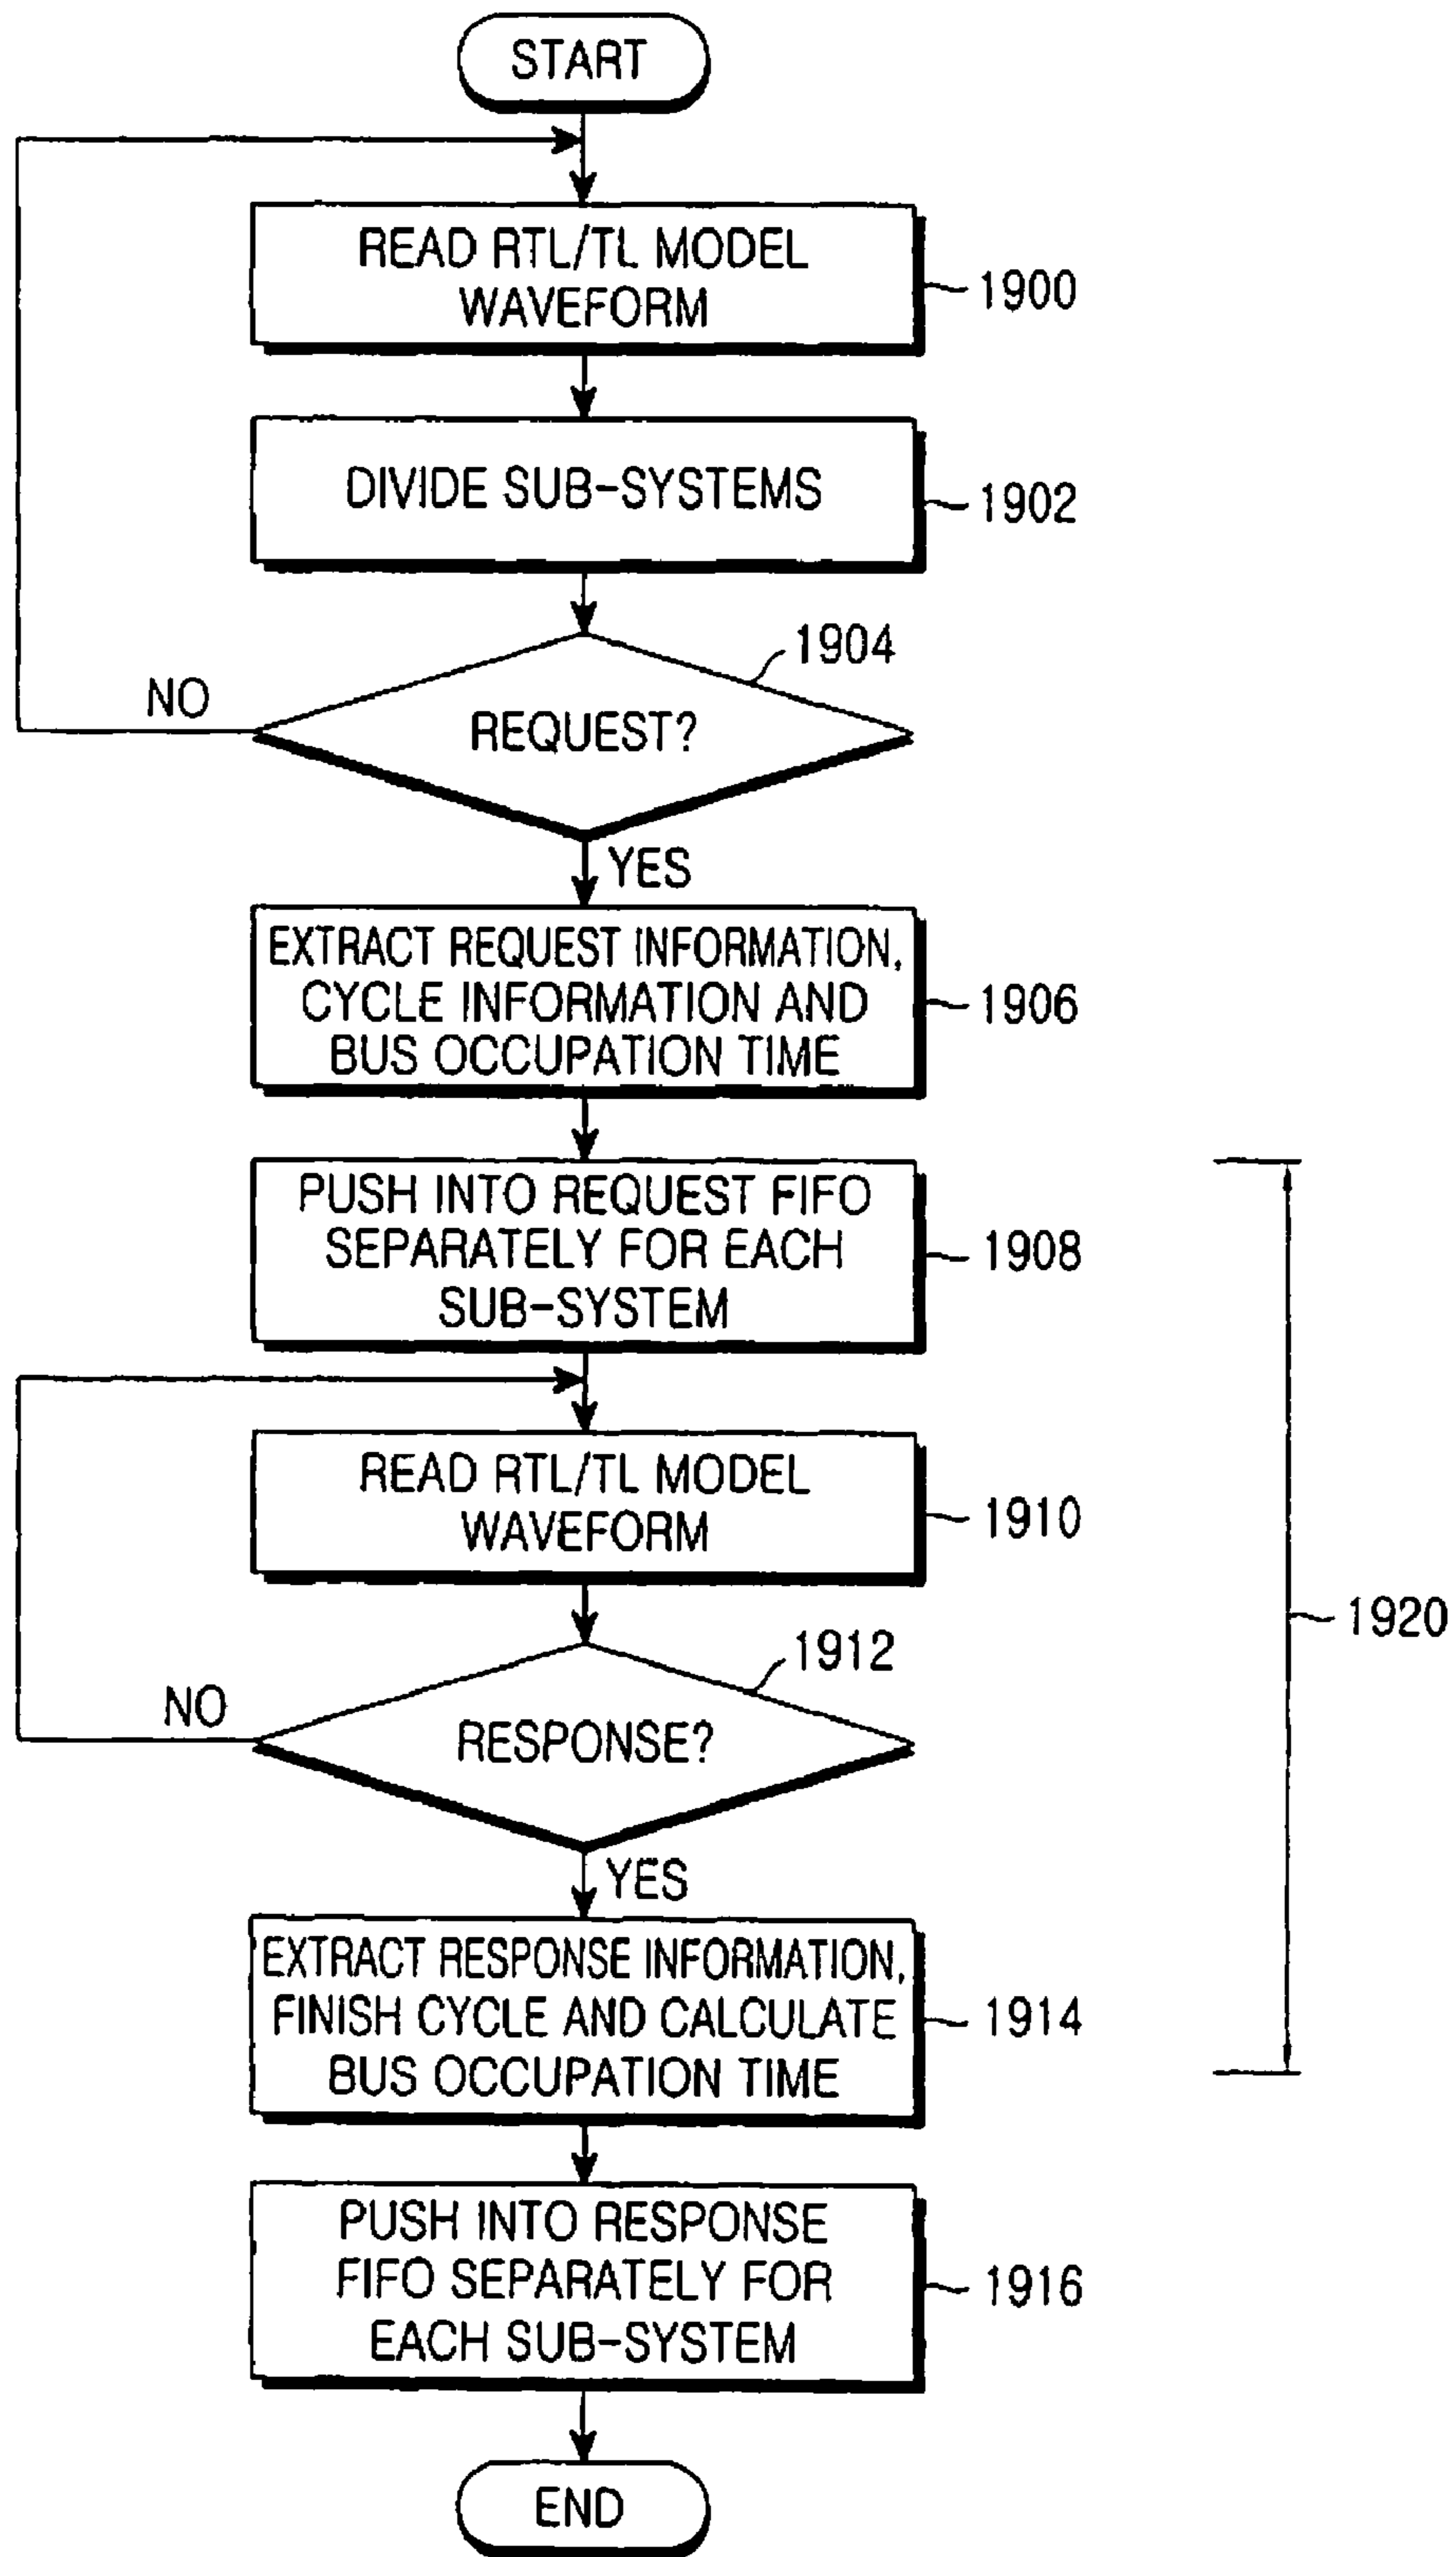 START
READ RTL/TL MODEL
WAVEFORM
1900
DIVIDE SUB-SYSTEMS
1902
1904
NO
REQUEST?
YES
EXTRACT REQUEST INFORMATION,
CYCLE INFORMATION AND
BUS OCCUPATION TIME
1906
PUSH INTO REQUEST FIFO
SEPARATELY FOR EACH
SUB-SYSTEM
1908
READ RTL/TL MODEL
WAVEFORM
1910
1920
1912
NO
RESPONSE?
YES
EXTRACT RESPONSE INFORMATION,
FINISH CYCLE AND CALCULATE
BUS OCCUPATION TIME
1914
PUSH INTO RESPONSE
FIFO SEPARATELY FOR
EACH SUB-SYSTEM
1916
END